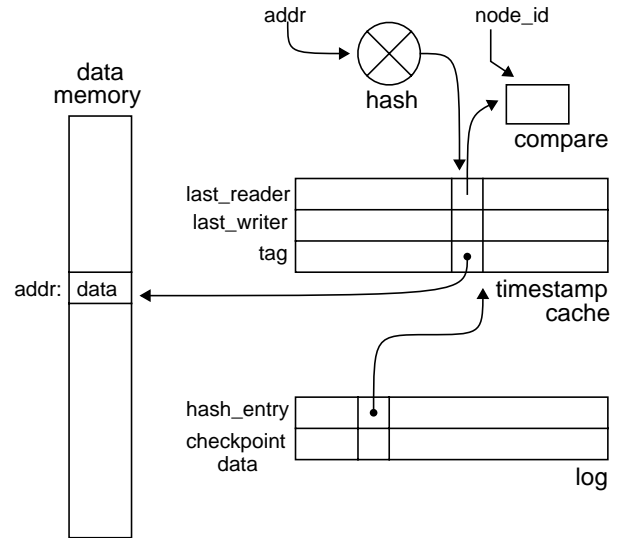 addr
node_id
hash
compare
data
memory
last_reader
last_writer
tag
addr:
data
timestamp
cache
hash_entry
checkpoint
data
log